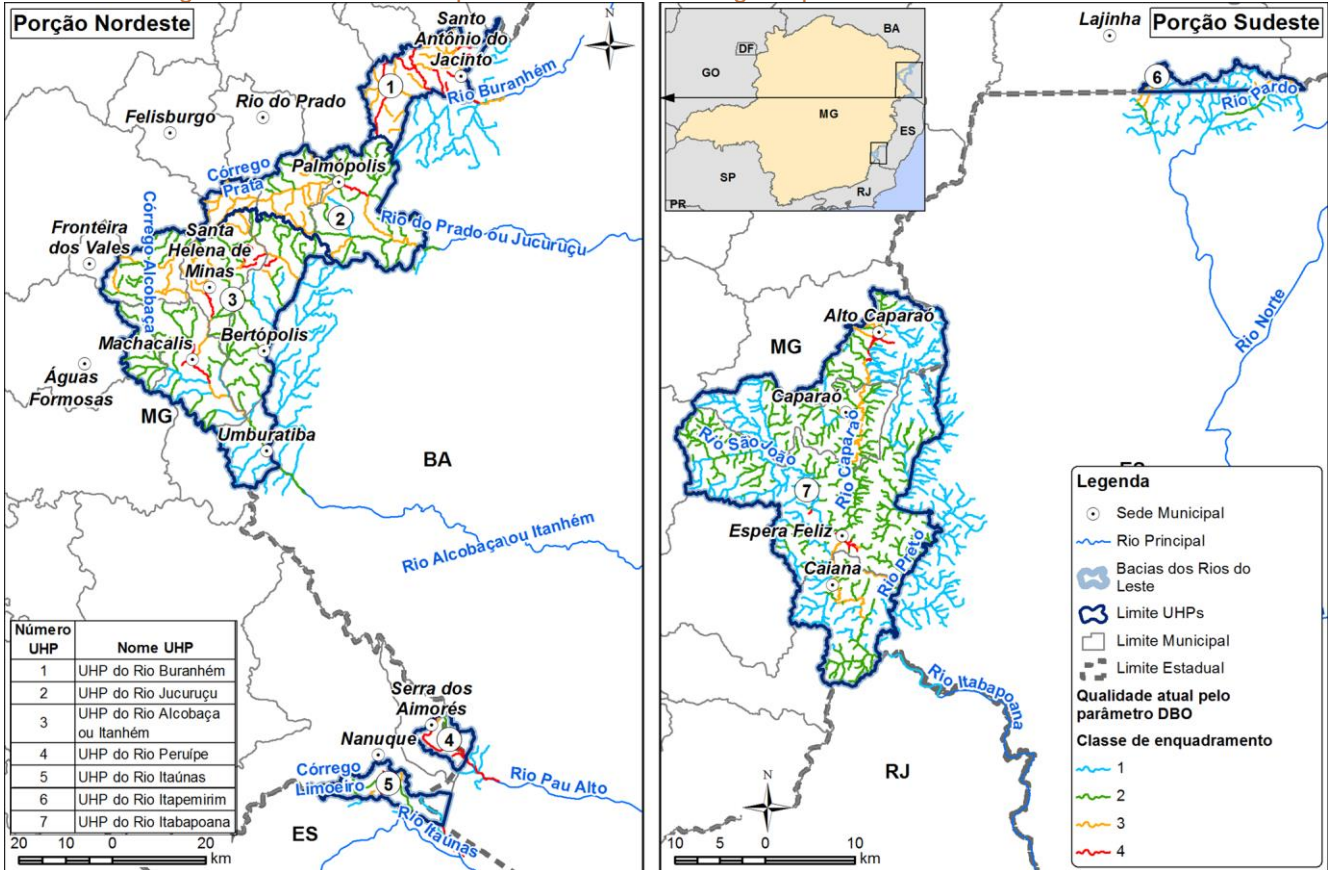 Porção Nordeste
Santo
Antônio do
Jacinto
N
1
Rio Buranhém
Rio do Prado
Felisburgo
Palmópolis
Córrego
Prata
2
Rio do Prado ou Jucuruçu
Frontéira
dos Vales
Córrego Alcobaça
Santa
Helena de
Minas
3
Machacalis
Bertópolis
Águas
Formosas
MG
Umburatiba
BA
Rio Alcobaça ou Itanhém
Serra dos
Aimorés
4
Nanuque
Córrego
Limoeiro
5
Rio Pau Alto
Rio Itaúnas
ES
Número
UHP
Nome UHP
1 UHP do Rio Buranhém
2 UHP do Rio Jucuruçu
3 UHP do Rio Alcobaça
ou Itanhém
4 UHP do Rio Peruípe
5 UHP do Rio Itaúnas
6 UHP do Rio Itapemirim
7 UHP do Rio Itabapoana
20 10 0 20
km
Porção Sudeste
Lajinha
6
Rio Pardo
BA
DF
GO
MG
ES
SP
RJ
PR
Rio Norte
MG
Alto Caparaó
Caparaó
Rio São João
Rio Caparaó
7
Espera Feliz
Rio Preto
Caiana
Rio Itabapoana
RJ
N
10 5 0 10
km
Legenda
Sede Municipal
Rio Principal
Bacias dos Rios do
Leste
Limite UHPs
Limite Municipal
Limite Estadual
Qualidade atual pelo
parâmetro DBO
Classe de enquadramento
1
2
3
4